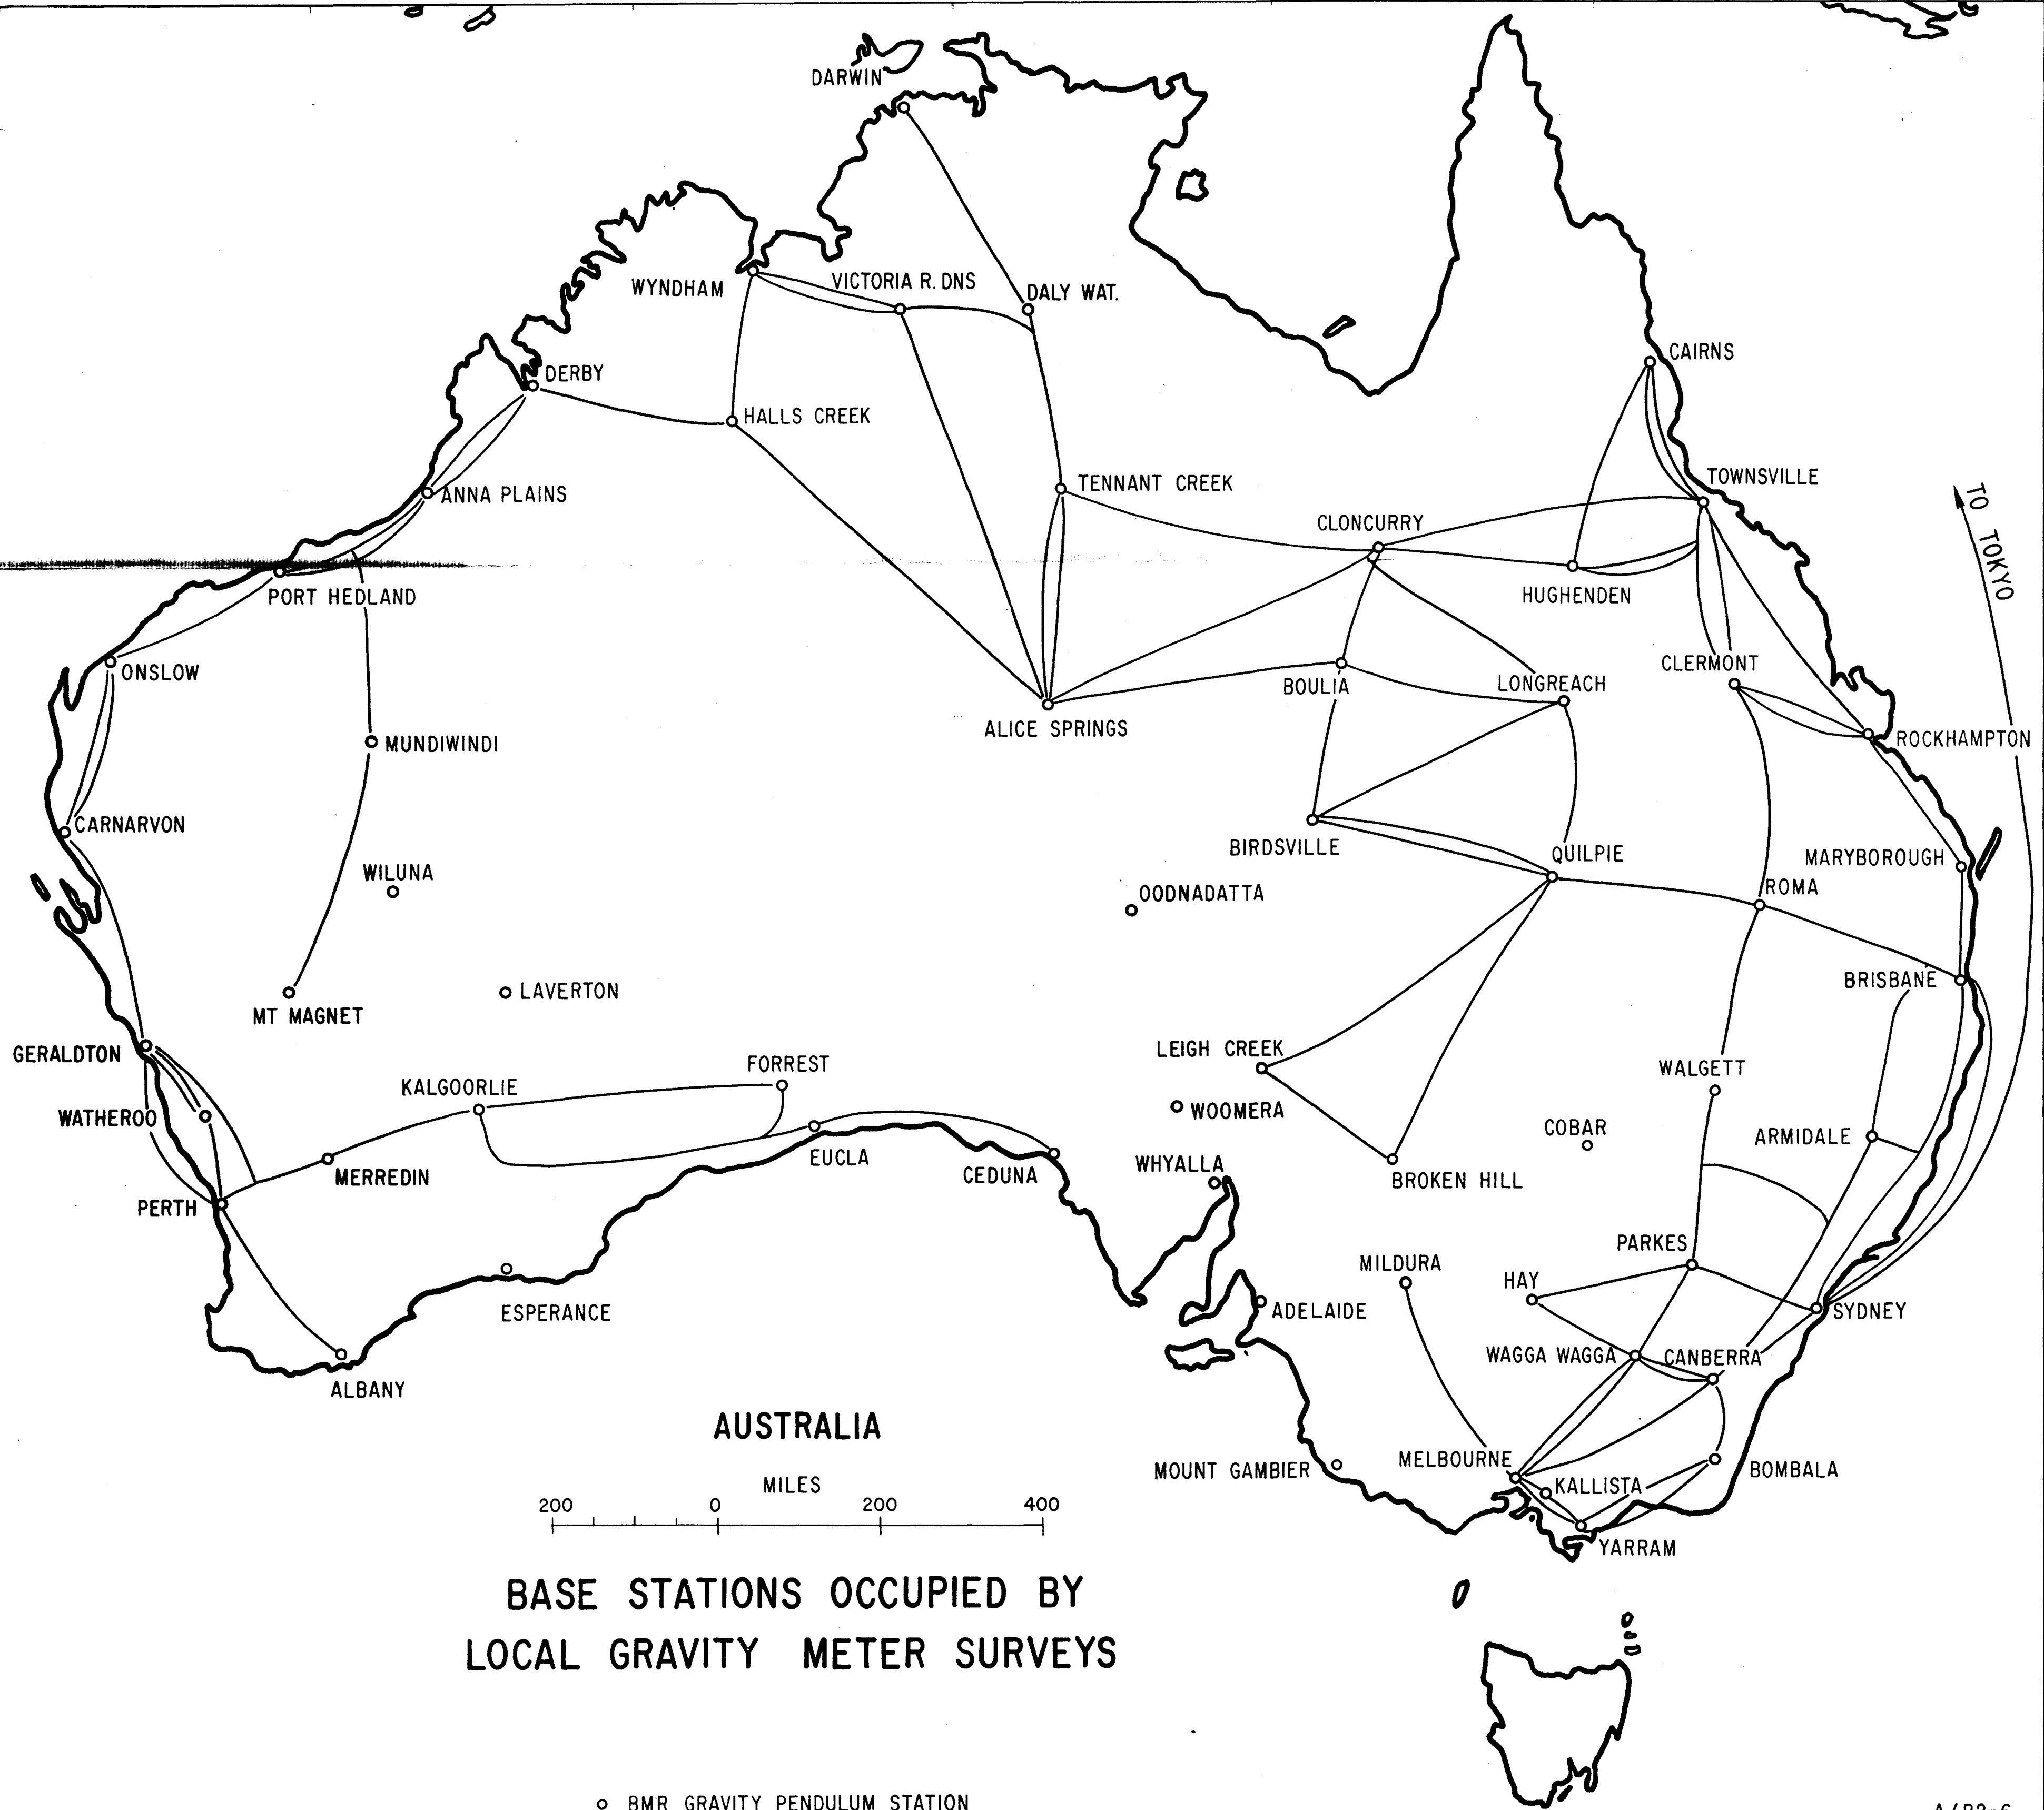 DARWIN
WYNDHAM
VICTORIA R. DNS
DALY WAT.
DERBY
HALLS CREEK
CAIRNS
ANNA PLAINS
TENNANT CREEK
TOWNSVILLE
TO TOKYO
CLONCURRY
PORT HEDLAND
HUGHENDEN
ONSLOW
CLERMONT
BOULIA
LONGREACH
ALICE SPRINGS
MUNDIWINDI
ROCKHAMPTON
CARNARVON
BIRDSVILLE
QUILPIE
MARYBOROUGH
WILUNA
OODNADATTA
ROMA
LAVERTON
BRISBANE
MT MAGNET
GERALDTON
LEIGH CREEK
FORREST
WALGETT
KALGOORLIE
WATHEROO
WOOMERA
COBAR
ARMIDALE
EUCLA
CEDUNA
WHYALLA
MERREDIN
BROKEN HILL
PERTH
PARKES
MILDURA
HAY
ESPERANCE
ADELAIDE
SYDNEY
WAGGA WAGGA
CANBERRA
ALBANY
AUSTRALIA
MELBOURNE
MOUNT GAMBIER
BOMBALA
KALLISTA
MILES
200 0 200 400
YARRAM
BASE STATIONS OCCUPIED BY
LOCAL GRAVITY METER SURVEYS
BMR GRAVITY PENDULUM STATION